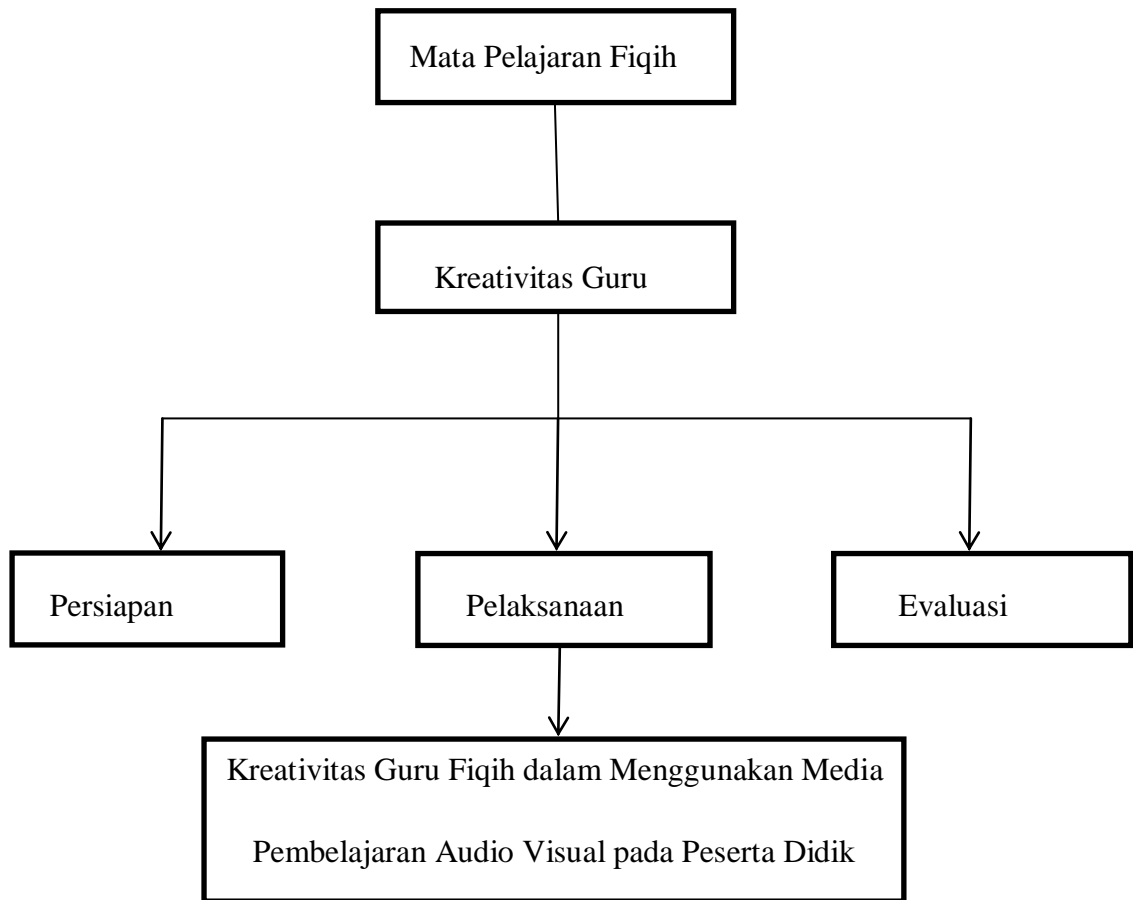 Mata Pelajaran Fiqih
Kreativitas Guru
Persiapan
Pelaksanaan
Evaluasi
Kreativitas Guru Fiqih dalam Menggunakan Media
Pembelajaran Audio Visual pada Peserta Didik